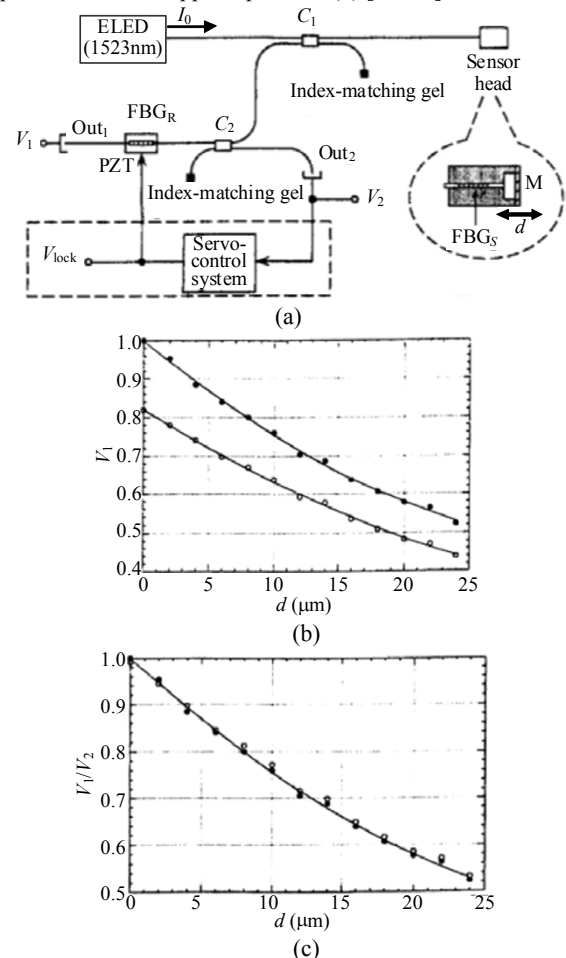 ELED
(1523nm)
I₀
C₁
Sensor
head
Index-matching gel
FBG_R
C₂
Out₁
V₁
PZT
Out₂
Index-matching gel
V₂
M
FBG_S
d
V_lock
Servo-
control
system
(a)
1.0
0.9
0.8
0.7
0.6
0.5
0.4
V₁
0 5 10 15 20 25
d (μm)
(b)
1.0
0.9
0.8
0.7
0.6
0.5
V₁/V₂
0 5 10 15 20 25
d (μm)
(c)